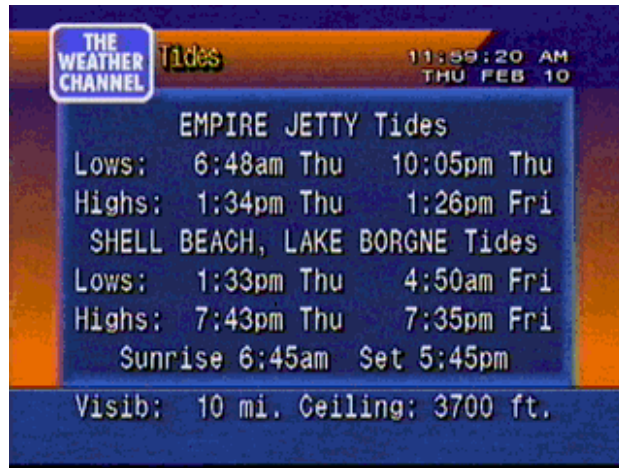 THE
WEATHER
CHANNEL
Tides
11:59:20 AM
THU FEB 10
EMPIRE JETTY Tides
Lows: 6:48am Thu 10:05pm Thu
Highs: 1:34pm Thu 1:26pm Fri
SHELL BEACH, LAKE BORGNE Tides
Lows: 1:33pm Thu 4:50am Fri
Highs: 7:43pm Thu 7:35pm Fri
Sunrise 6:45am Set 5:45pm
Visib: 10 mi. Ceiling: 3700 ft.